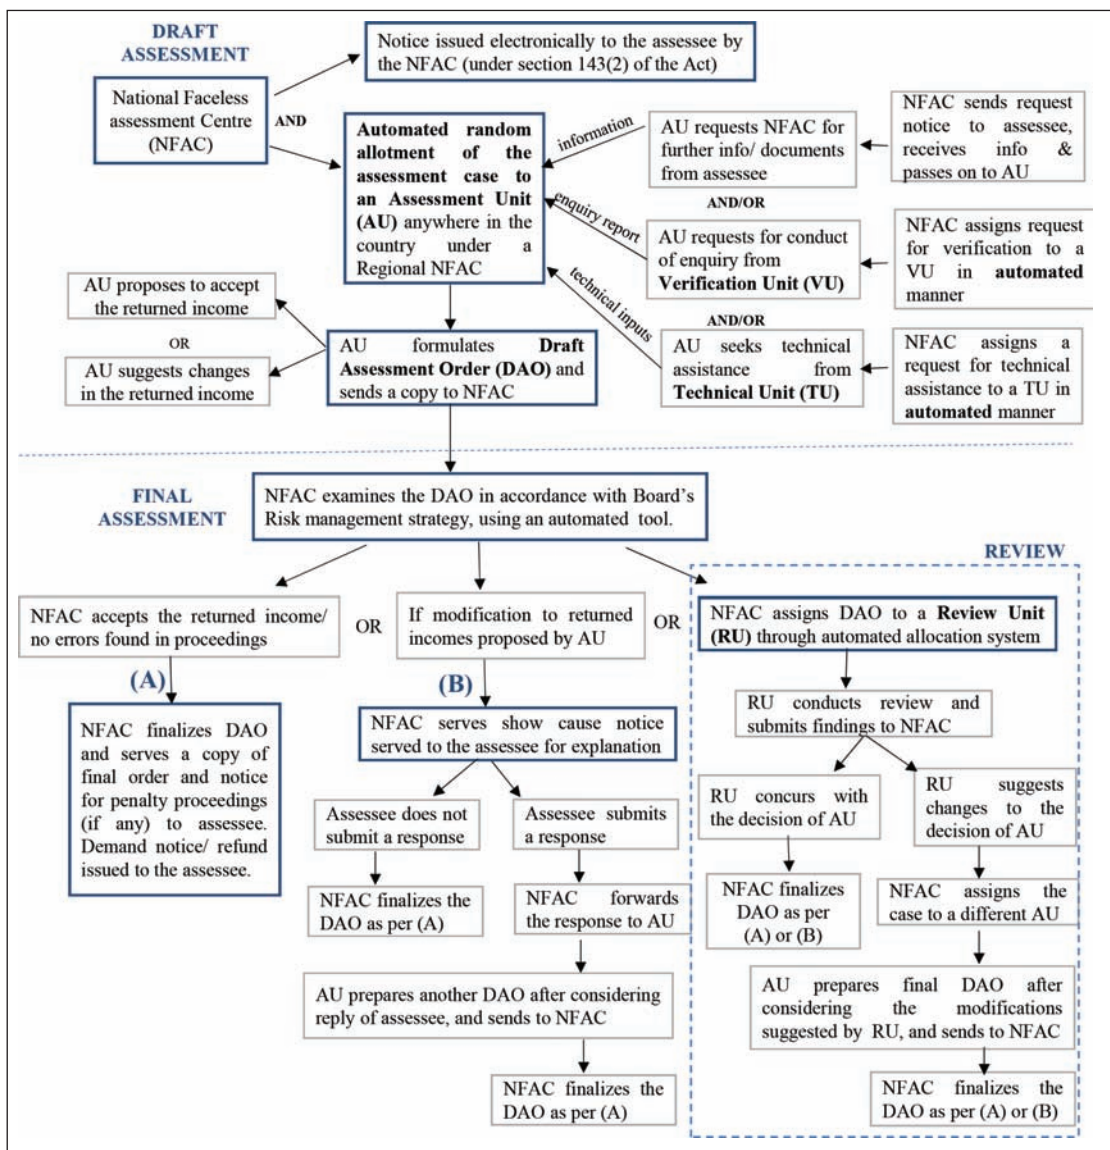 DRAFT
ASSESSMENT
Notice issued electronically to the assessee by
the NFAC (under section 143(2) of the Act)
National Faceless
assessment Centre
(NFAC)
AND
Automated random
allotment of the
assessment case to
an Assessment Unit
(AU) anywhere in the
country under a
Regional NFAC
information
AU requests NFAC for
further info/ documents
from assessee
NFAC sends request
notice to assessee,
receives info &
passes on to AU
AND/OR
enquiry report
AU requests for conduct
of enquiry from
Verification Unit (VU)
NFAC assigns request
for verification to a
VU in automated
manner
AND/OR
technical inputs
AU seeks technical
assistance from
Technical Unit (TU)
NFAC assigns a
request for technical
assistance to a TU in
automated manner
AU proposes to accept
the returned income
OR
AU suggests changes
in the returned income
AU formulates Draft
Assessment Order (DAO) and
sends a copy to NFAC
FINAL
ASSESSMENT
NFAC examines the DAO in accordance with Board's
Risk management strategy, using an automated tool.
REVIEW
NFAC accepts the returned income/
no errors found in proceedings
OR
If modification to returned
incomes proposed by AU
OR
NFAC assigns DAO to a Review Unit
(RU) through automated allocation system
(A)
NFAC finalizes DAO
and serves a copy of
final order and notice
for penalty proceedings
(if any) to assessee.
Demand notice/ refund
issued to the assessee.
(B)
NFAC serves show cause notice
served to the assessee for explanation
Assessee does not
submit a response
Assessee submits
a response
NFAC finalizes the
DAO as per (A)
NFAC forwards
the response to AU
AU prepares another DAO after considering
reply of assessee, and sends to NFAC
NFAC finalizes the
DAO as per (A)
RU conducts review and
submits findings to NFAC
RU concurs with
the decision of AU
RU suggests
changes to the
decision of AU
NFAC finalizes
DAO as per
(A) or (B)
NFAC assigns the
case to a different AU
AU prepares final DAO after
considering the modifications
suggested by RU, and sends to NFAC
NFAC finalizes the
DAO as per (A) or (B)